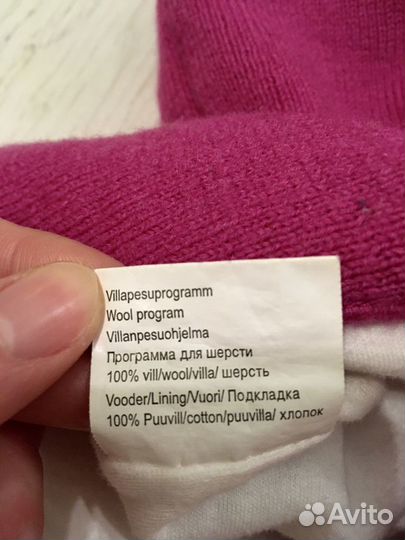 Villapesuprogramm
Wool program
Villanpesuohjelma
Программа для шерсти
100% vill/wool/villa/ шерсть
Vooder/Lining/Vuori/ Подкладка
100% Puuvill/cotton/puuvilla/ хлопок
Avito